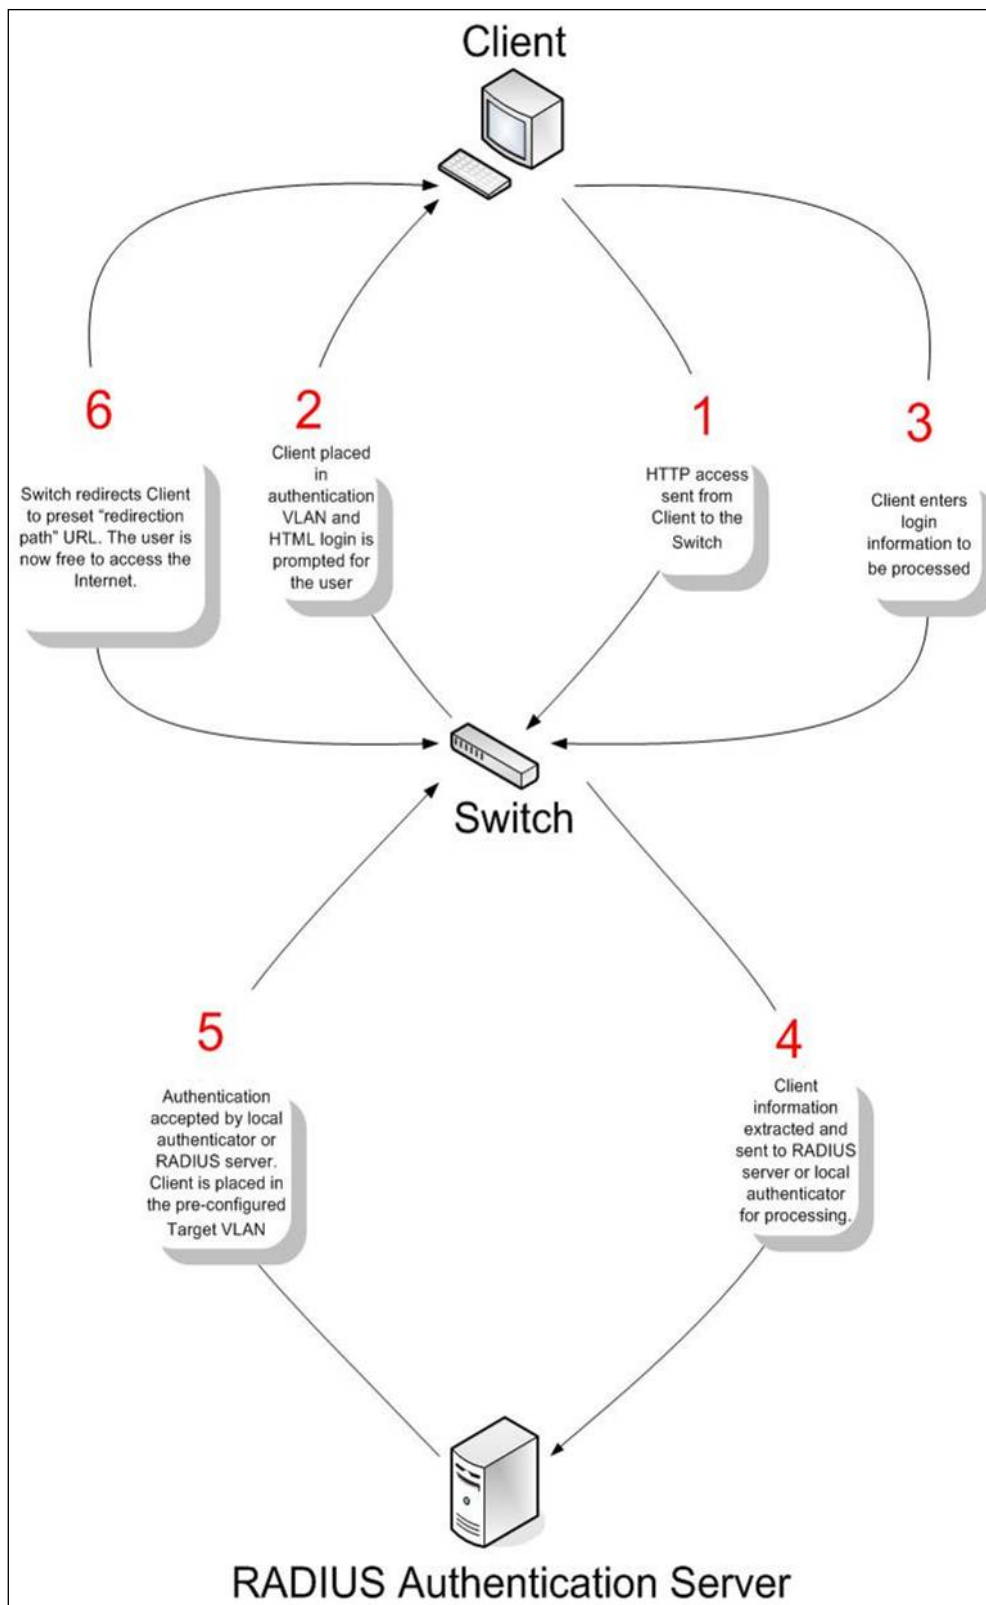 Client
6
Switch redirects Client
to preset “redirection
path” URL. The user is
now free to access the
Internet.
2
Client placed
in
authentication
VLAN and
HTML login is
prompted for
the user
1
HTTP access
sent from
Client to the
Switch
3
Client enters
login
information to
be processed
Switch
5
Authentication
accepted by local
authenticator or
RADIUS server.
Client is placed in
the pre-configured
Target VLAN
4
Client
information
extracted and
sent to RADIUS
server or local
authenticator
for processing.
RADIUS Authentication Server